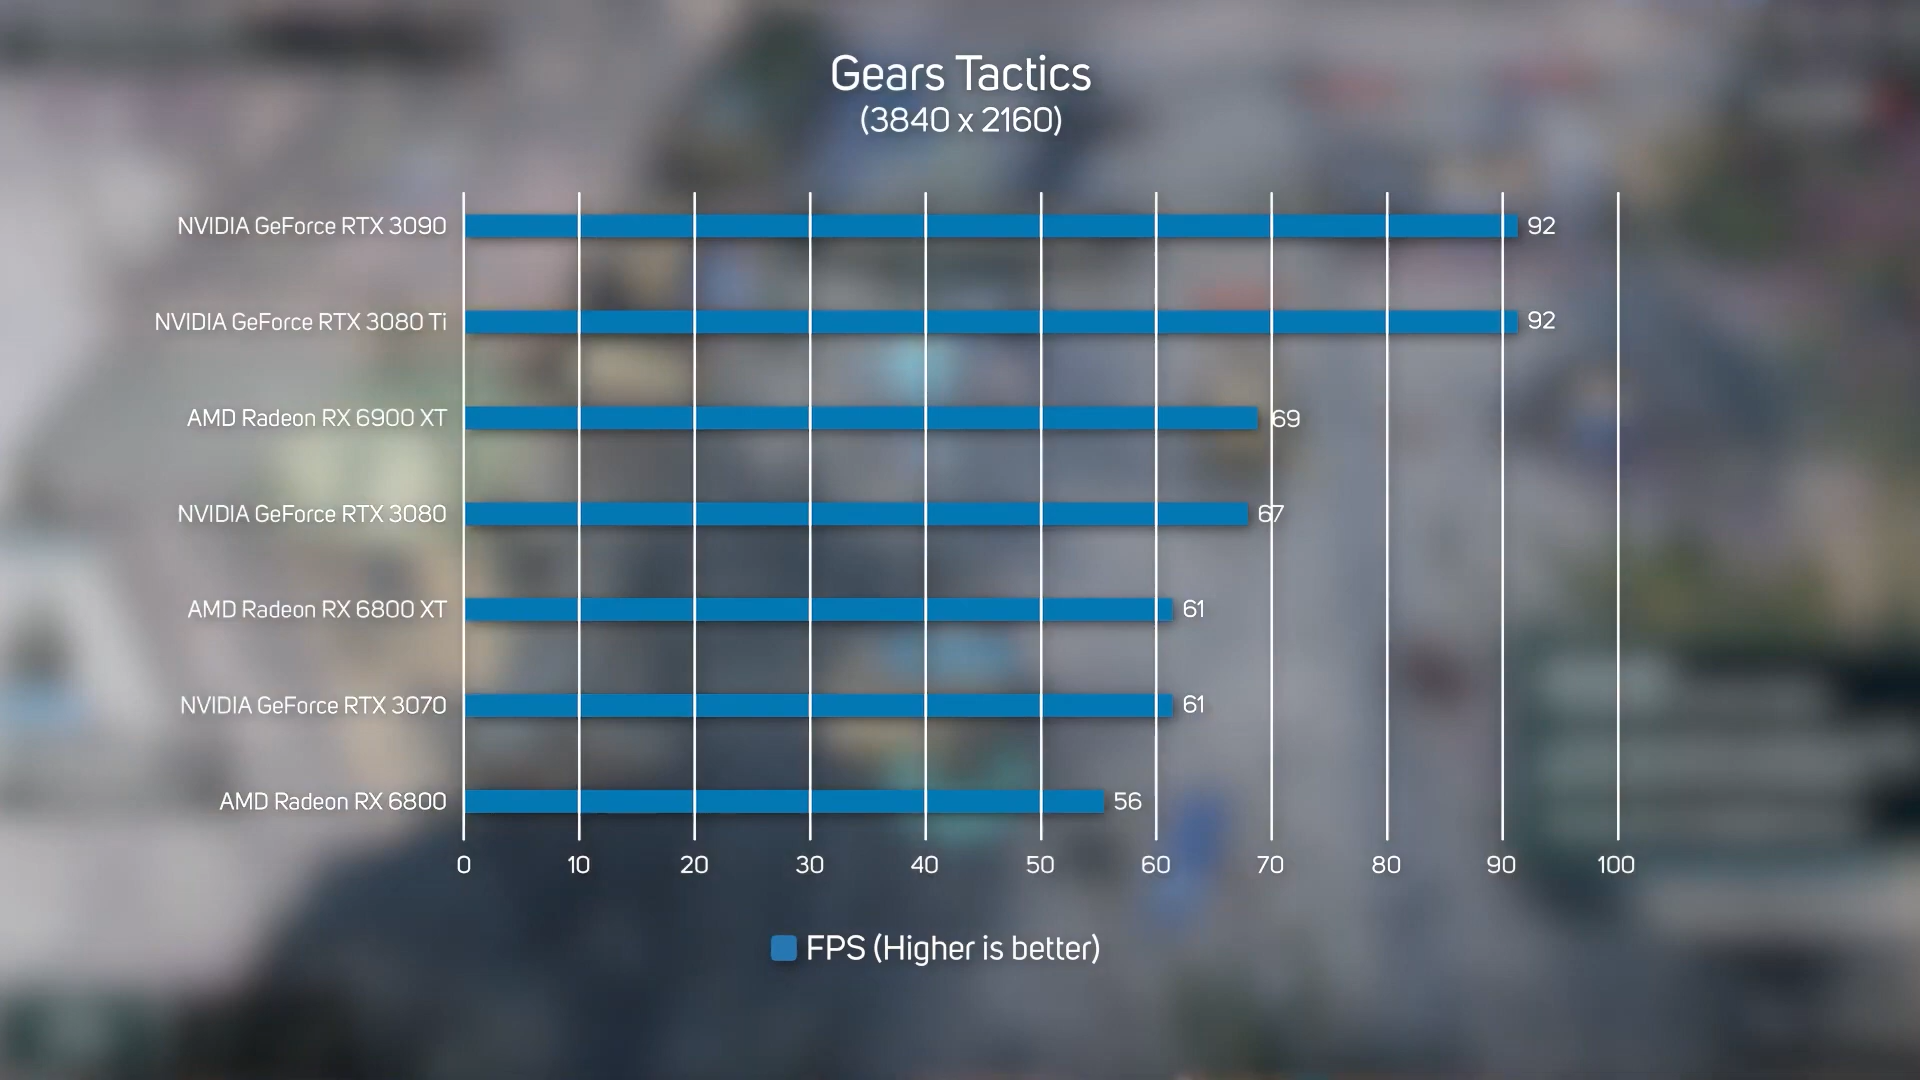 Gears Tactics
(3840 x 2160)
NVIDIA GeForce RTX 3090 92
NVIDIA GeForce RTX 3080 Ti 92
AMD Radeon RX 6900 XT 69
NVIDIA GeForce RTX 3080 67
AMD Radeon RX 6800 XT 61
NVIDIA GeForce RTX 3070 61
AMD Radeon RX 6800 56
0 10 20 30 40 50 60 70 80 90 100
FPS (Higher is better)